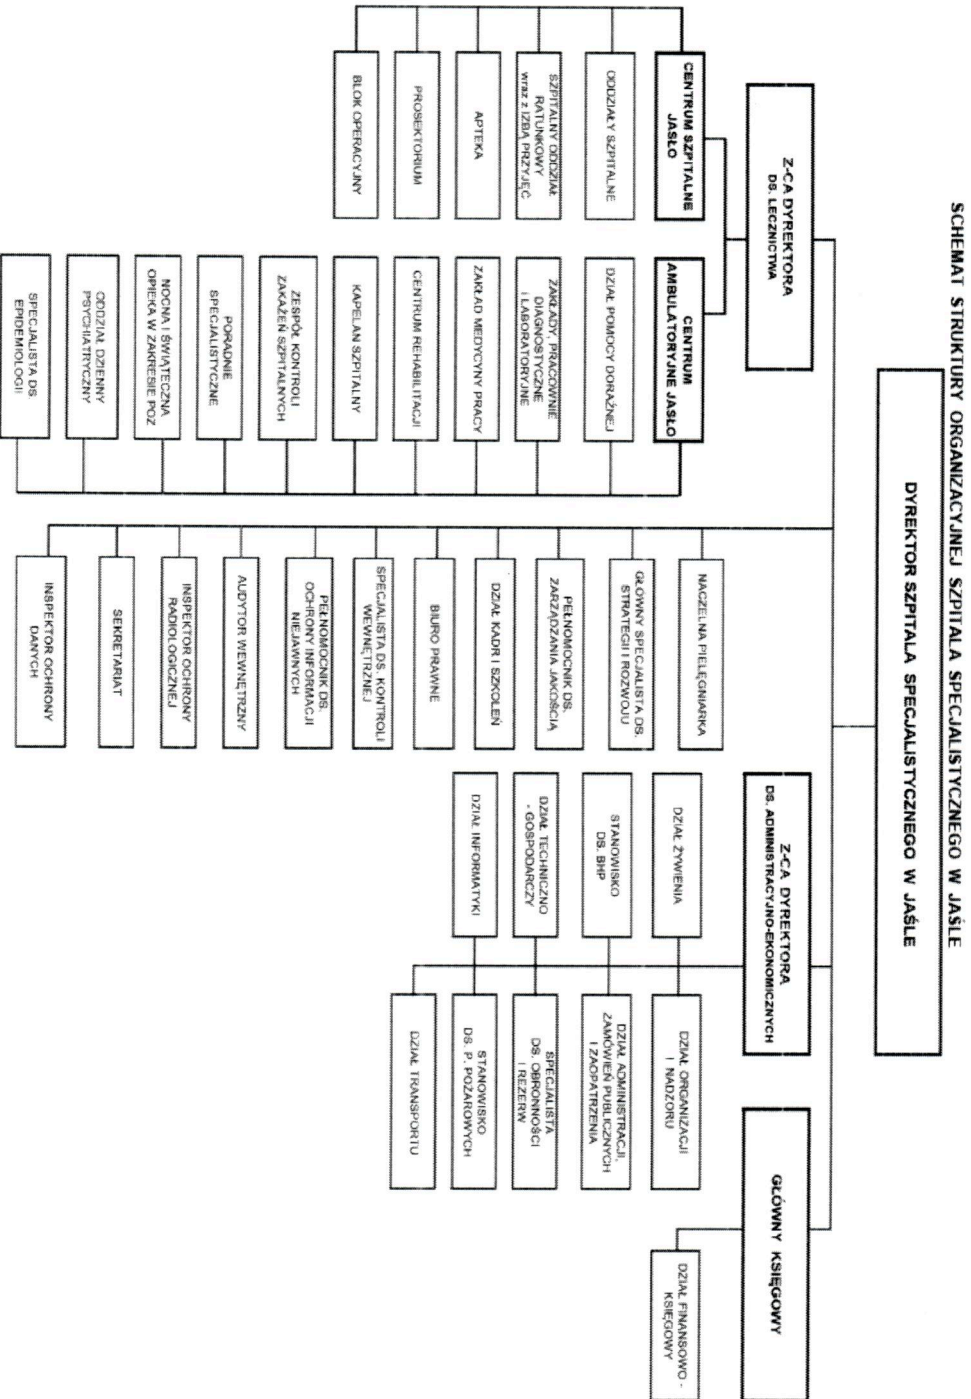 SCHEMAT STRUKTURY ORGANIZACYJNEJ SZPITALA SPECJALISTYCZNEGO W JAŚLE
DYREKTOR SZPITALA SPECJALISTYCZNEGO W JAŚLE
Z-CA DYREKTORA
DS. LECZNICTWA
CENTRUM SZPITALNE
JASŁO
ODDZIAŁY SZPITALNE
SZPITALNY ODDZIAŁ
RATUNKOWY
wraz z IZBĄ PRZYJĘĆ
APTEKA
PROSEKTORIUM
BLOK OPERACYJNY
CENTRUM
AMBULATORYJNE JASŁO
DZIAŁ POMOCY DORAŹNEJ
ZAKŁADY, PRACOWNIE
DIAGNOSTYCZNE
I LABORATORYJNE
ZAKŁAD MEDYCYNY PRACY
CENTRUM REHABILITACJI
KAPELAN SZPITALNY
ZESPÓŁ KONTROLI
ZAKAŻEŃ SZPITALNYCH
PORADNIE
SPECJALISTYCZNE
NOCNA I ŚWIĄTECZNA
OPIEKA W ZAKRESIE POZ
ODDZIAŁ DZIENNY
PSYCHIATRYCZNY
SPECJALISTA DS.
EPIDEMIOLOGII
NACZELNA PIELĘGNIARKA
GŁÓWNY SPECJALISTA DS.
STRATEGII I ROZWOJU
PEŁNOMOCNIK DS.
ZARZĄDZANIA JAKOŚCIĄ
DZIAŁ KADR I SZKOLEŃ
BIURO PRAWNE
SPECJALISTA DS. KONTROLI
WEWNĘTRZNEJ
PEŁNOMOCNIK DS.
OCHRONY INFORMACJI
NIEJAWNYCH
AUDYTOR WEWNĘTRZNY
INSPEKTOR OCHRONY
RADIOLOGICZNEJ
SEKRETARIAT
INSPEKTOR OCHRONY
DANYCH
Z-CA DYREKTORA
DS. ADMINISTRACYJNO-EKONOMICZNYCH
DZIAŁ ŻYWIENIA
STANOWISKO
DS. BHP
DZIAŁ TECHNICZNO
- GOSPODARCZY
DZIAŁ INFORMATYKI
DZIAŁ ORGANIZACJI
I NADZORU
DZIAŁ ADMINISTRACJI,
ZAMÓWIEŃ PUBLICZNYCH
I ZAOPATRZENIA
SPECJALISTA
DS. OBRONNOŚCI
I REZERW
STANOWISKO
DS. P. POŻAROWYCH
DZIAŁ TRANSPORTU
GŁÓWNY KSIĘGOWY
DZIAŁ FINANSOWO -
KSIĘGOWY